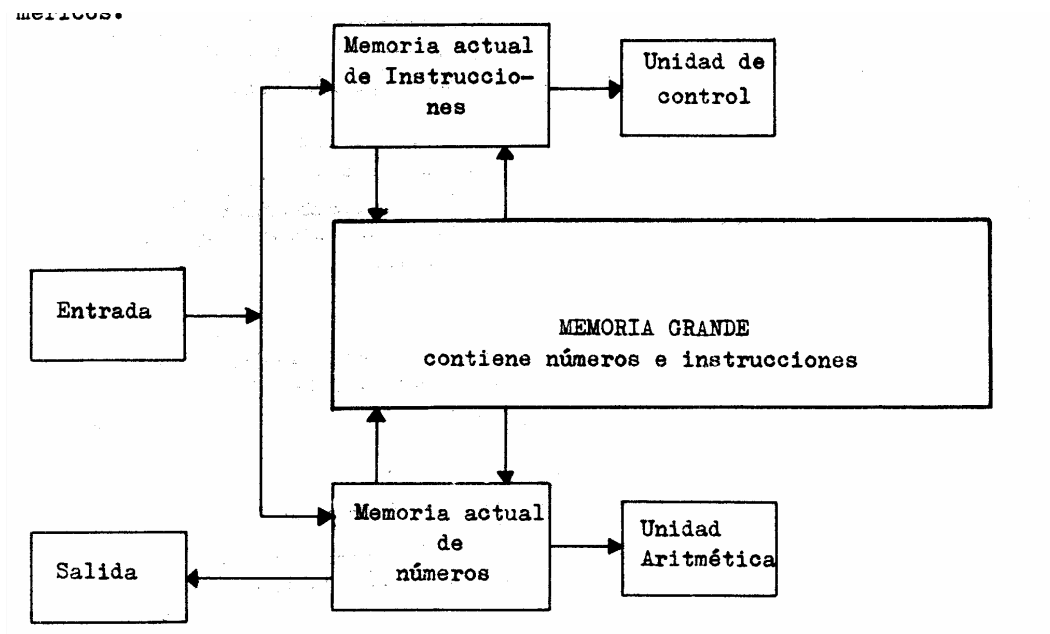 méricos.
Memoria actual
de Instruccio-
nes
Unidad de
control
Entrada
MEMORIA GRANDE
contiene números e instrucciones
Memoria actual
de
números
Unidad
Aritmética
Salida